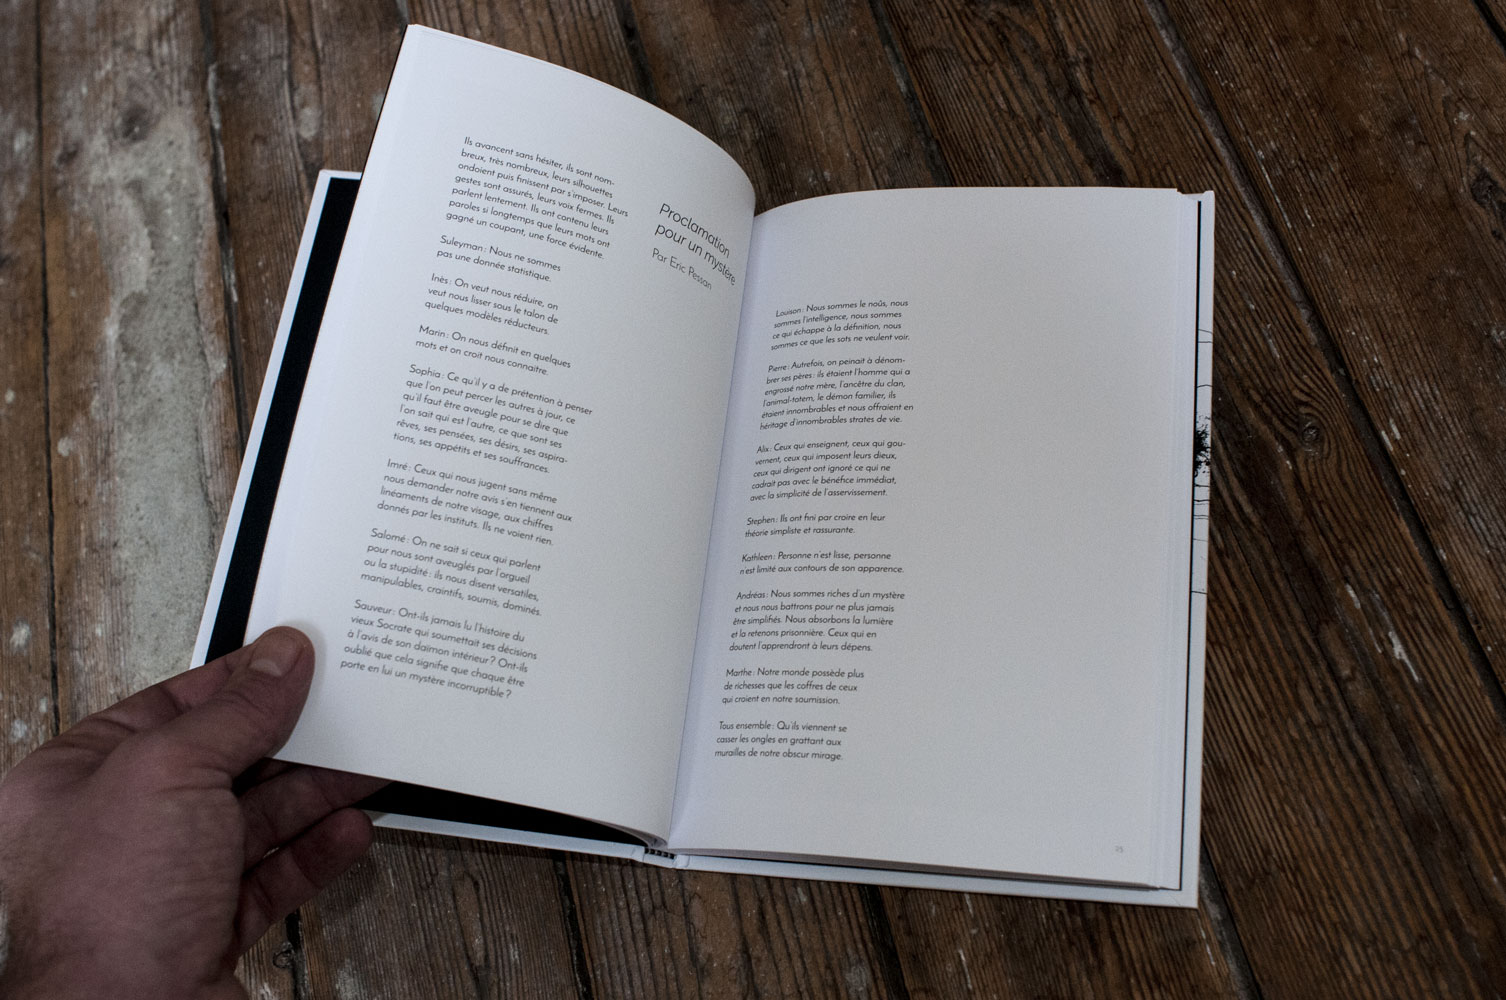 Proclamation
pour un mystère
Par Eric Pessan
Ils avancent sans hésiter, ils sont nom-
breux, très nombreux, leurs silhouettes
ondoient puis finissent par s'imposer. Leurs
gestes sont assurés, leurs voix fermes. Ils
parlent lentement. Ils ont contenu leurs
paroles si longtemps que leurs mots ont
gagné un coupant, une force évidente.
Suleyman : Nous ne sommes
pas une donnée statistique.
Inès : On veut nous réduire, on
veut nous lisser sous le talon de
quelques modèles réducteurs.
Marin : On nous définit en quelques
mots et on croit nous connaitre.
Sophia : Ce qu'il y a de prétention à penser
que l'on peut percer les autres à jour, ce
qu'il faut être aveugle pour se dire que
l'on sait qui est l'autre, ce que sont ses
rêves, ses pensées, ses désirs, ses aspira-
tions, ses appétits et ses souffrances.
Imré : Ceux qui nous jugent sans même
nous demander notre avis s'en tiennent aux
linéaments de notre visage, aux chiffres
donnés par les instituts. Ils ne voient rien.
Salomé : On ne sait si ceux qui parlent
pour nous sont aveuglés par l'orgueil
ou la stupidité : ils nous disent versatiles,
manipulables, craintifs, soumis, dominés.
Sauveur : Ont-ils jamais lu l'histoire du
vieux Socrate qui soumettait ses décisions
à l'avis de son daïmon intérieur ? Ont-ils
oublié que cela signifie que chaque être
porte en lui un mystère incorruptible ?
Louison : Nous sommes le noûs, nous
sommes l'intelligence, nous sommes
ce qui échappe à la définition, nous
sommes ce que les sots ne veulent voir.
Pierre : Autrefois, on peinait à dénom-
brer ses pères : ils étaient l'homme qui a
engrossé notre mère, l'ancêtre du clan,
l'animal-totem, le démon familier, ils
étaient innombrables et nous offraient en
héritage d'innombrables strates de vie.
Alix : Ceux qui enseignent, ceux qui gou-
vernent, ceux qui imposent leurs dieux,
ceux qui dirigent ont ignoré ce qui ne
cadrait pas avec le bénéfice immédiat,
avec la simplicité de l'asservissement.
Stephen : Ils ont fini par croire en leur
théorie simpliste et rassurante.
Kathleen : Personne n'est lisse, personne
n'est limité aux contours de son apparence.
Andréas : Nous sommes riches d'un mystère
et nous nous battrons pour ne plus jamais
être simplifiés. Nous absorbons la lumière
et la retenons prisonnière. Ceux qui en
doutent l'apprendront à leurs dépens.
Marthe : Notre monde possède plus
de richesses que les coffres de ceux
qui croient en notre soumission.
Tous ensemble : Qu'ils viennent se
casser les ongles en grattant aux
murailles de notre obscur mirage.
25